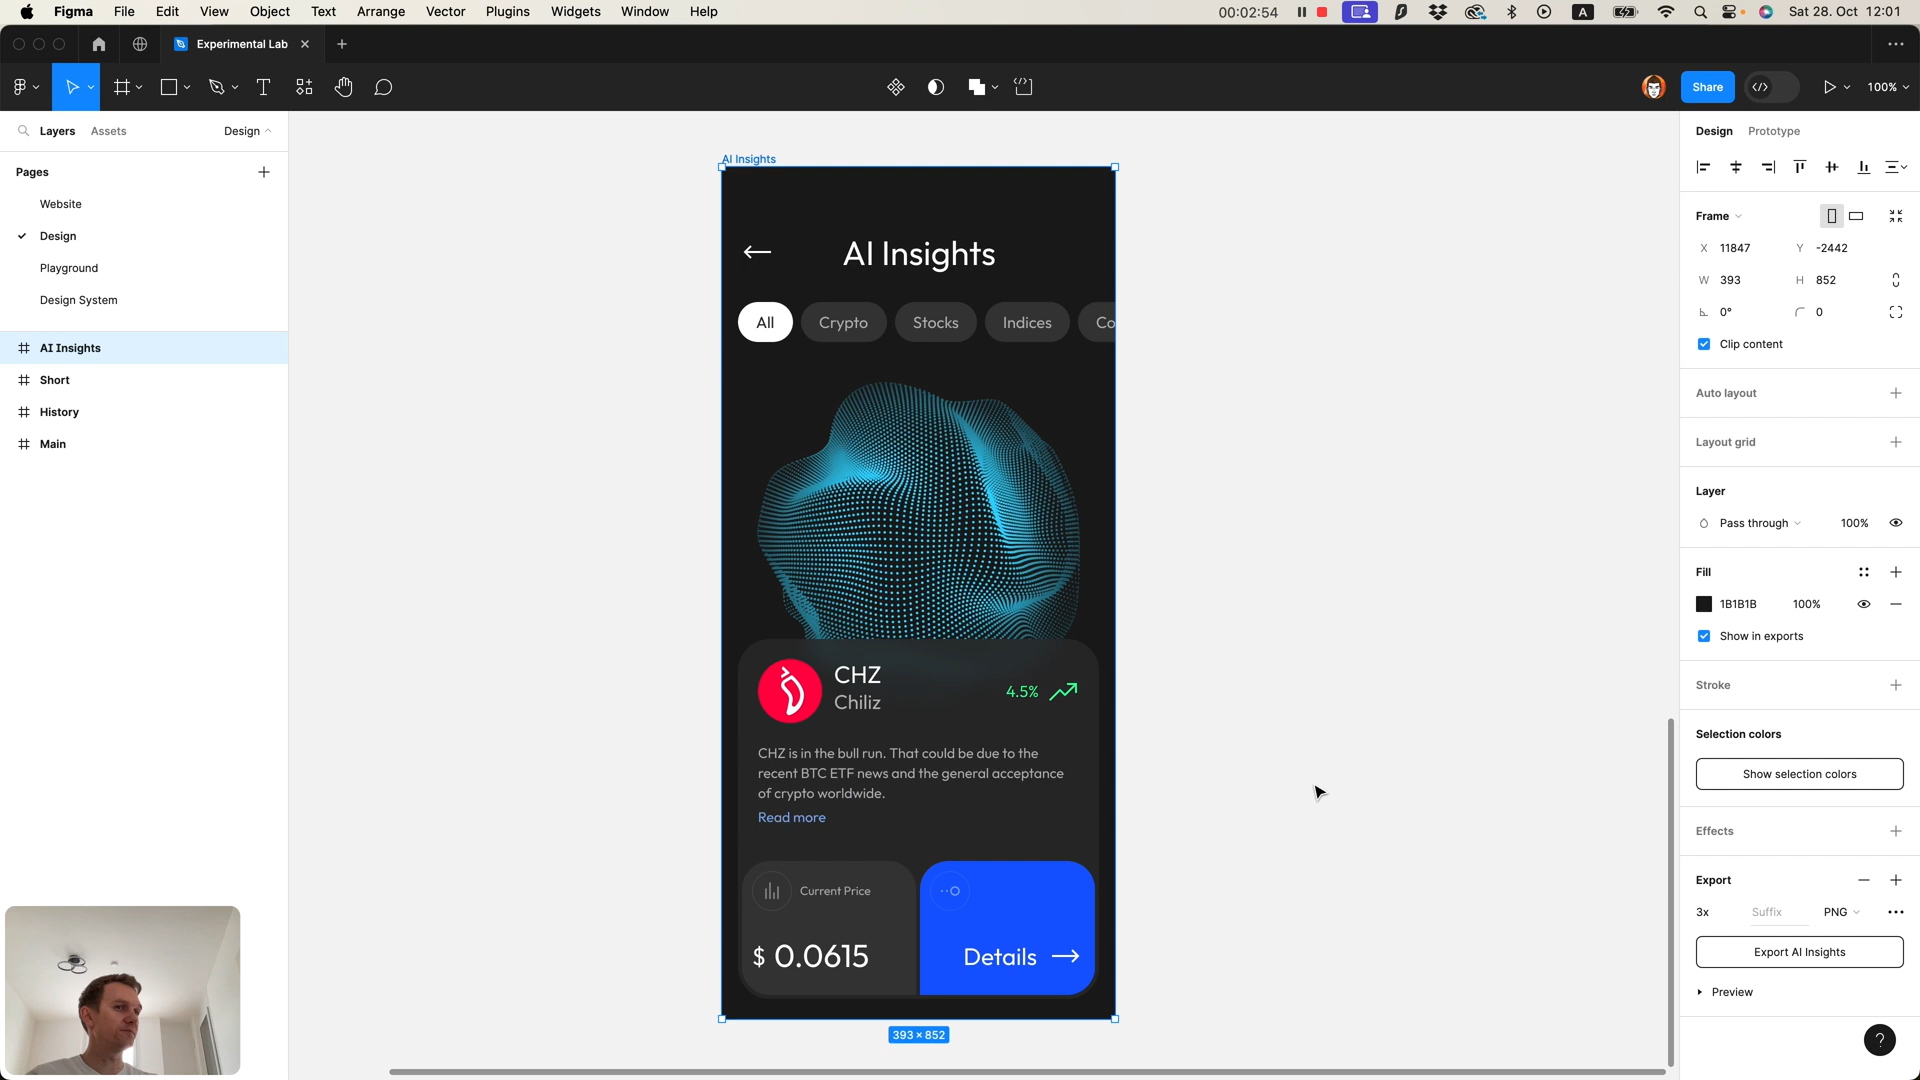 Figma File Edit View Object Text Arrange Vector Plugins Widgets Window Help 00:02:54 A Sat 28. Oct 12:01
Experimental Lab
Share 100%
Layers Assets Design
Pages
Website
Design
Playground
Design System
AI Insights
Short
History
Main
AI Insights
AI Insights
All Crypto Stocks Indices Co
CHZ
Chiliz
4.5%
CHZ is in the bull run. That could be due to the
recent BTC ETF news and the general acceptance
of crypto worldwide.
Read more
Current Price
$ 0.0615
Details
393 × 852
Design Prototype
Frame
X 11847 Y -2442
W 393 H 852
0° 0
Clip content
Auto layout
Layout grid
Layer
Pass through 100%
Fill
1B1B1B 100%
Show in exports
Stroke
Selection colors
Show selection colors
Effects
Export
3x Suffix PNG
Export AI Insights
Preview
?